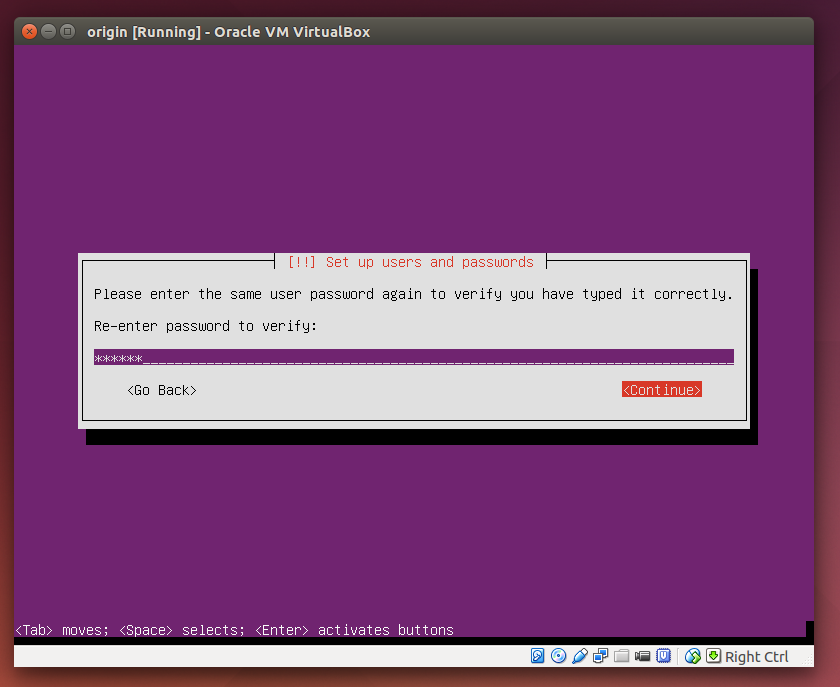 origin [Running] - Oracle VM VirtualBox
[!!] Set up users and passwords
Please enter the same user password again to verify you have typed it correctly.
Re-enter password to verify:
******
<Go Back> <Continue>
<Tab> moves; <Space> selects; <Enter> activates buttons
Right Ctrl